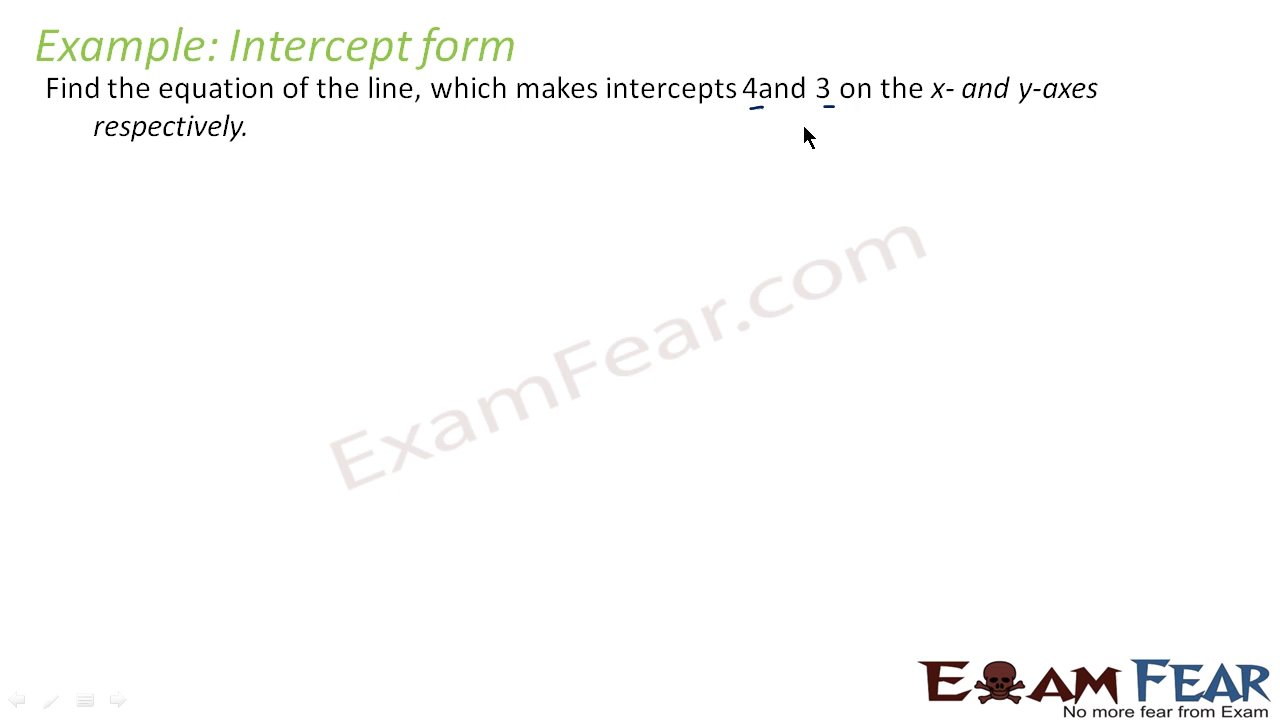 Example: Intercept form
Find the equation of the line, which makes intercepts 4and 3 on the x- and y-axes
respectively.
ExamFear.com
EXAM FEAR
No more fear from Exam